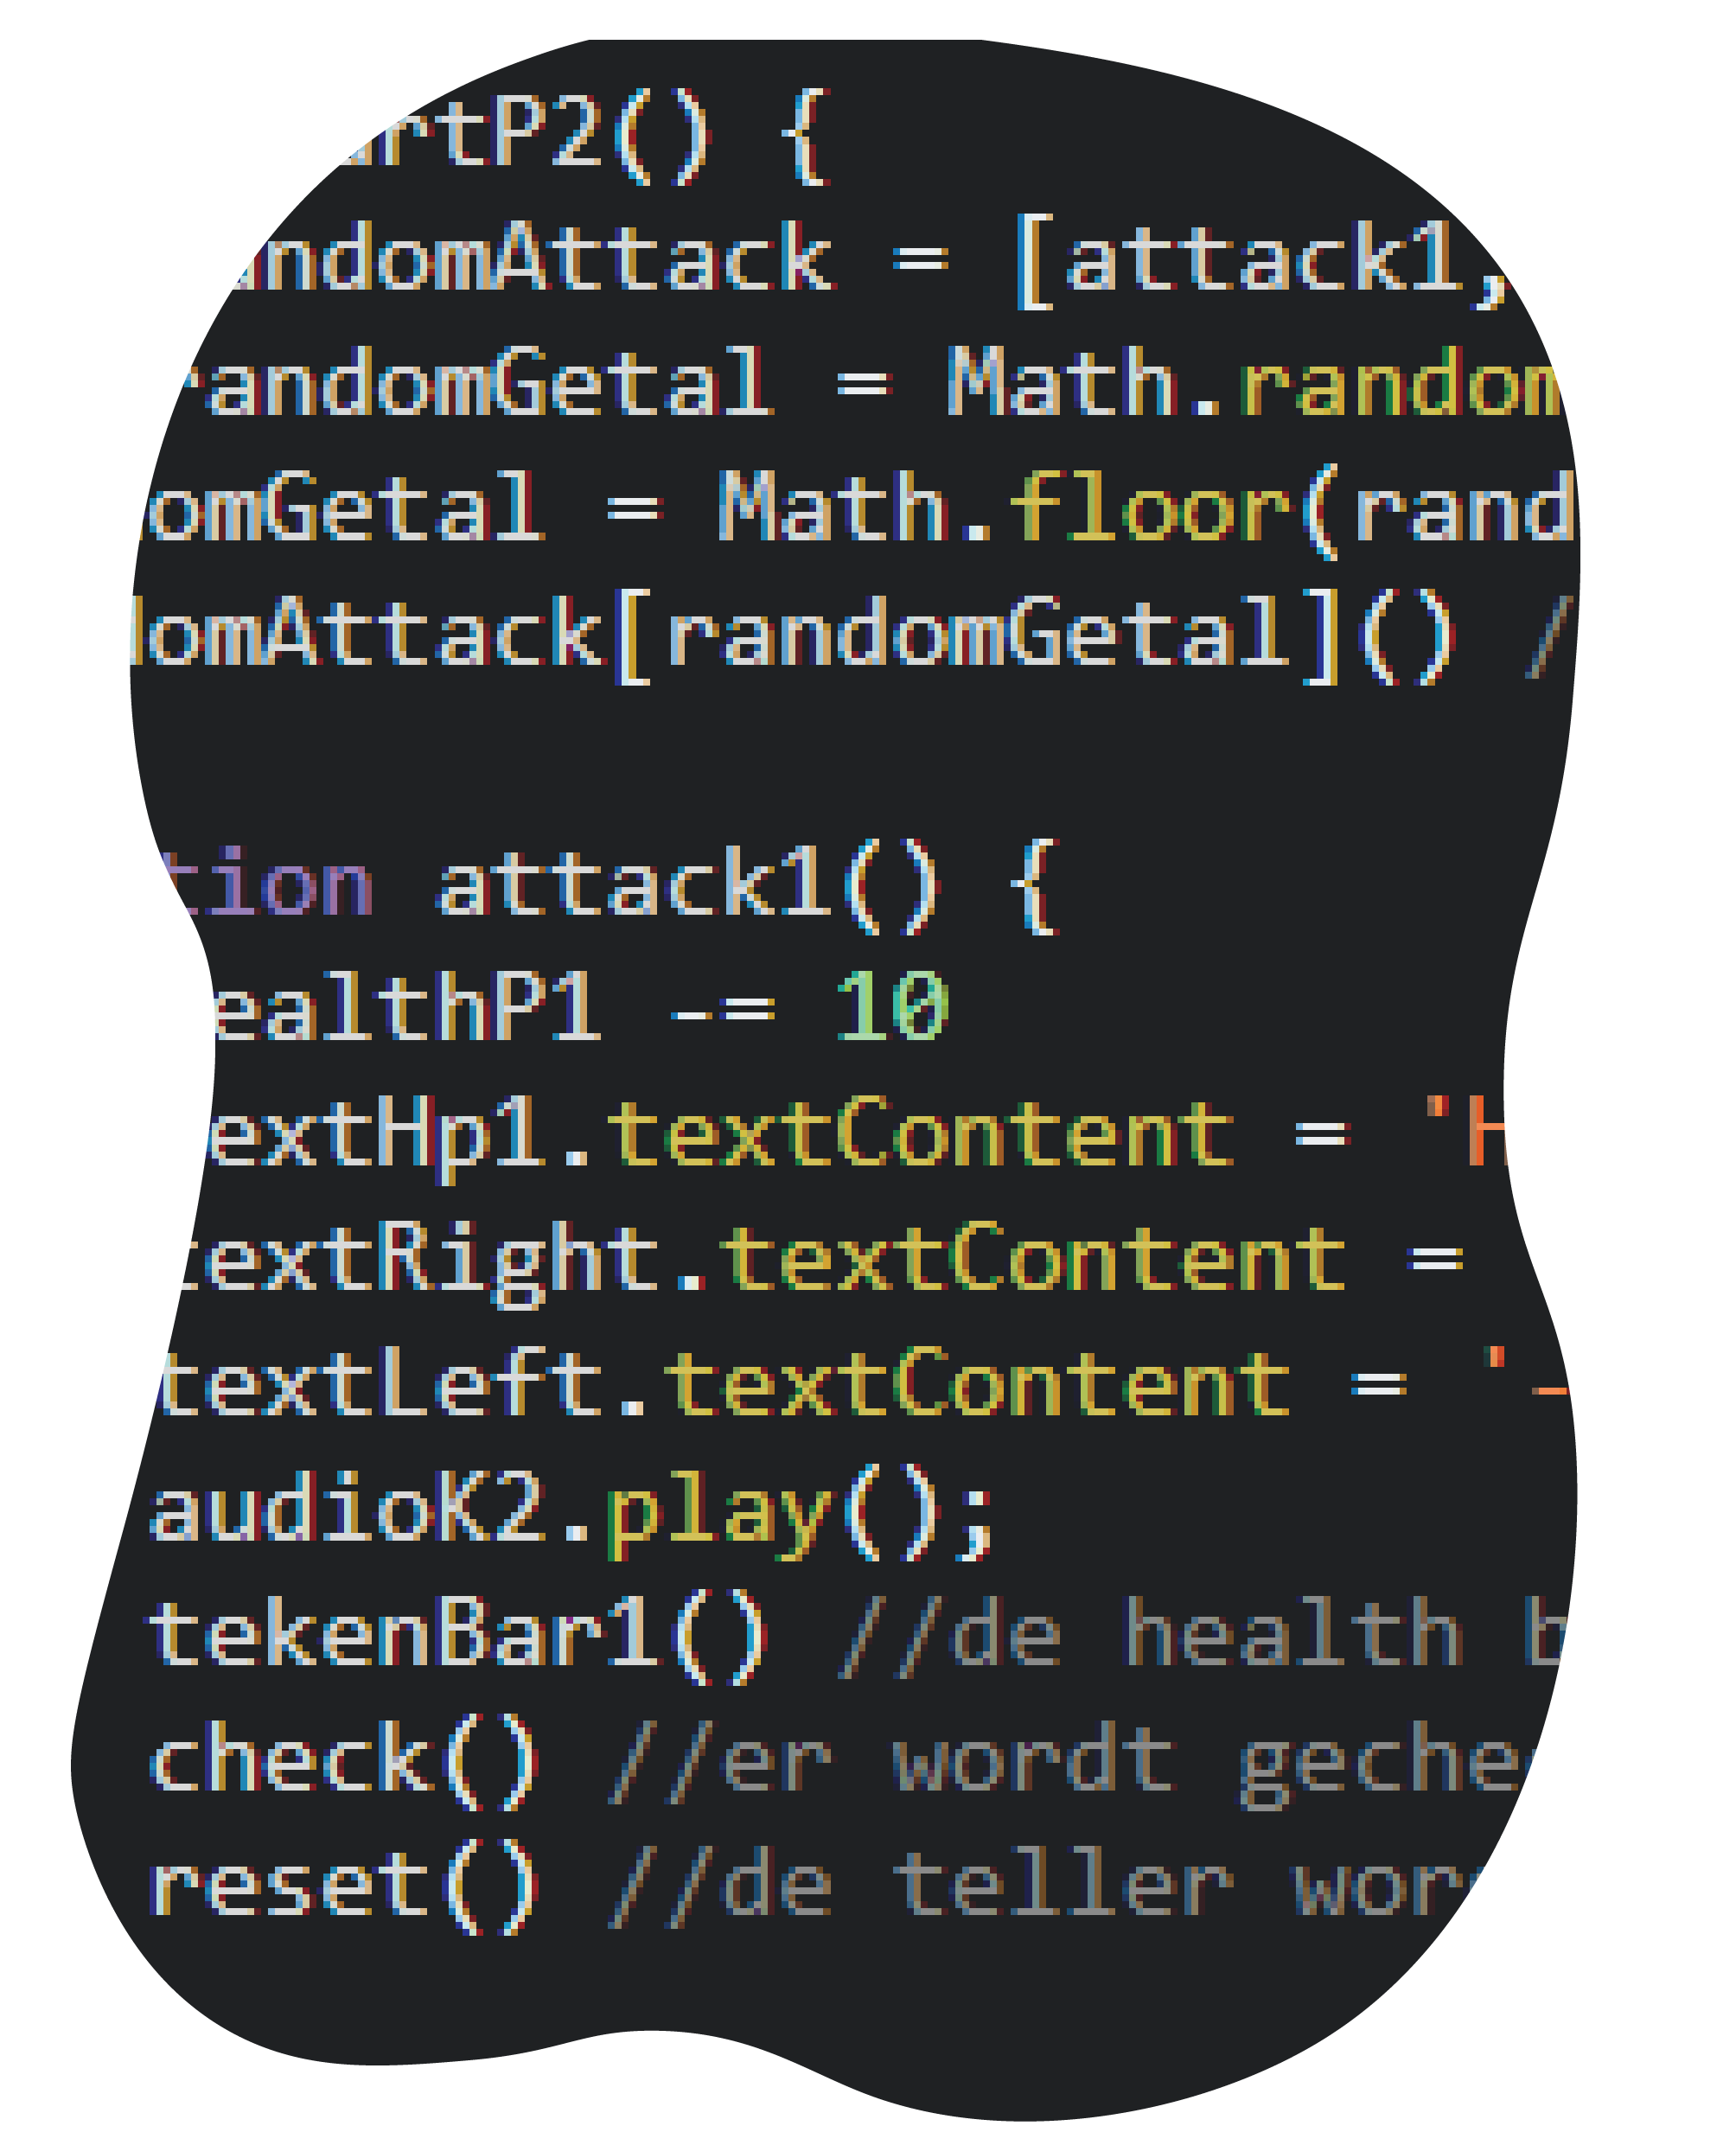 artP2() {
andomAttack = [attack1,
randomGetal = Math.random
omGetal = Math.floor(rand
domAttack[randomGetal]() /
tion attack1() {
ealthP1 -= 10
extHp1.textContent = 'H
textRight.textContent =
textLeft.textContent = '-
audioK2.play();
tekenBar1() //de health b
check() //er wordt geche
reset() //de teller wor